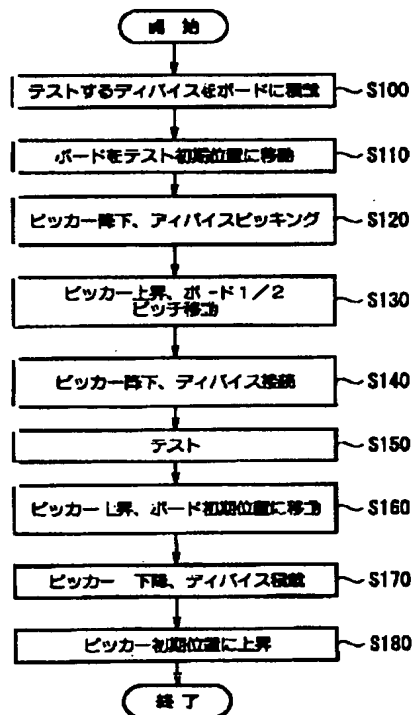 開 始
テストするディバイスをボードに積載
S100
ボードをテスト初期位置に移動
S110
ピッカー降下、ディバイスピッキング
S120
ピッカー上昇、ボード1/2
ピッチ移動
S130
ピッカー降下、ディバイス接続
S140
テスト
S150
ピッカー上昇、ボード初期位置に移動
S160
ピッカー 下降、ディバイス積載
S170
ピッカー初期位置に上昇
S180
終 了